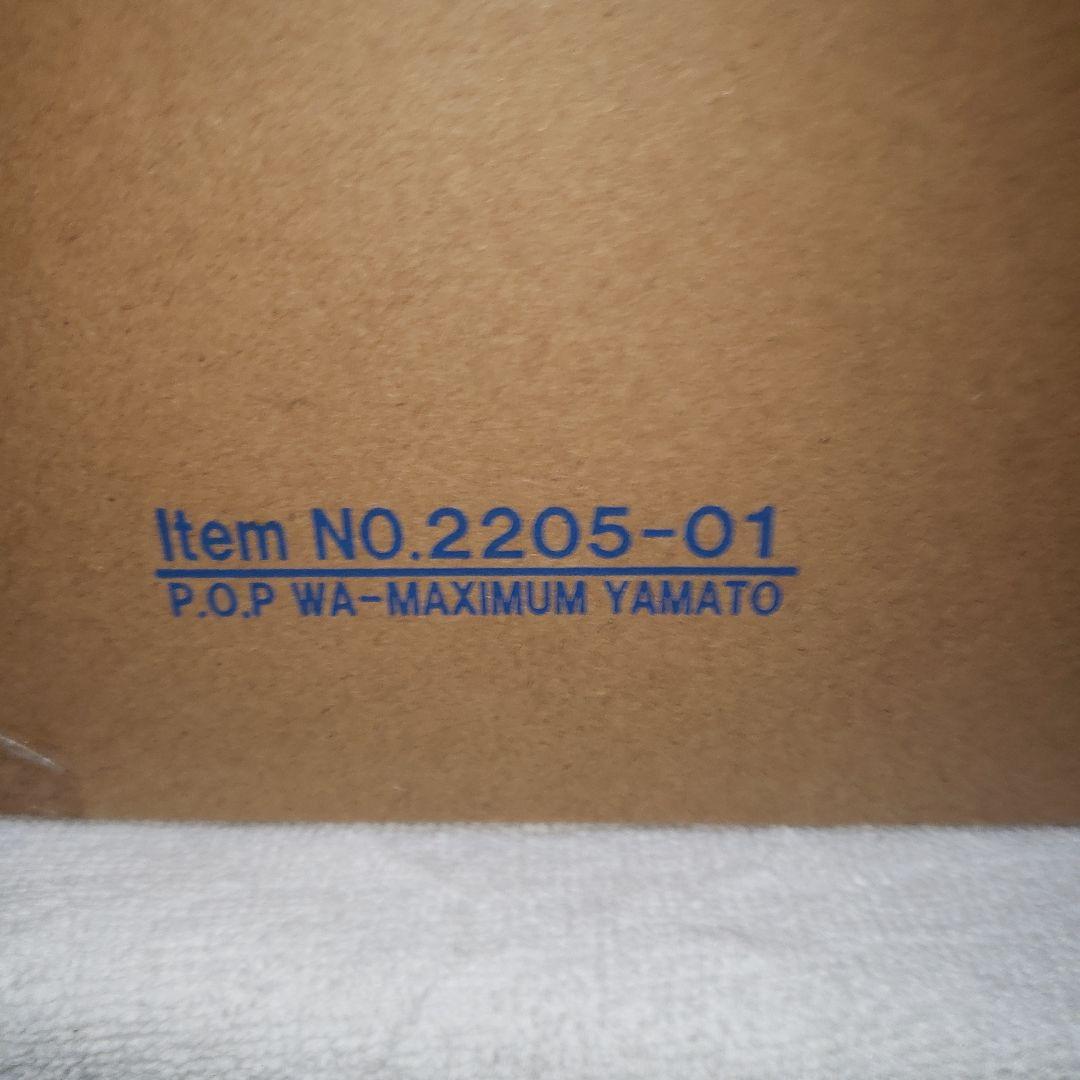 Item NO.2205-01
P.O.P WA-MAXIMUM YAMATO